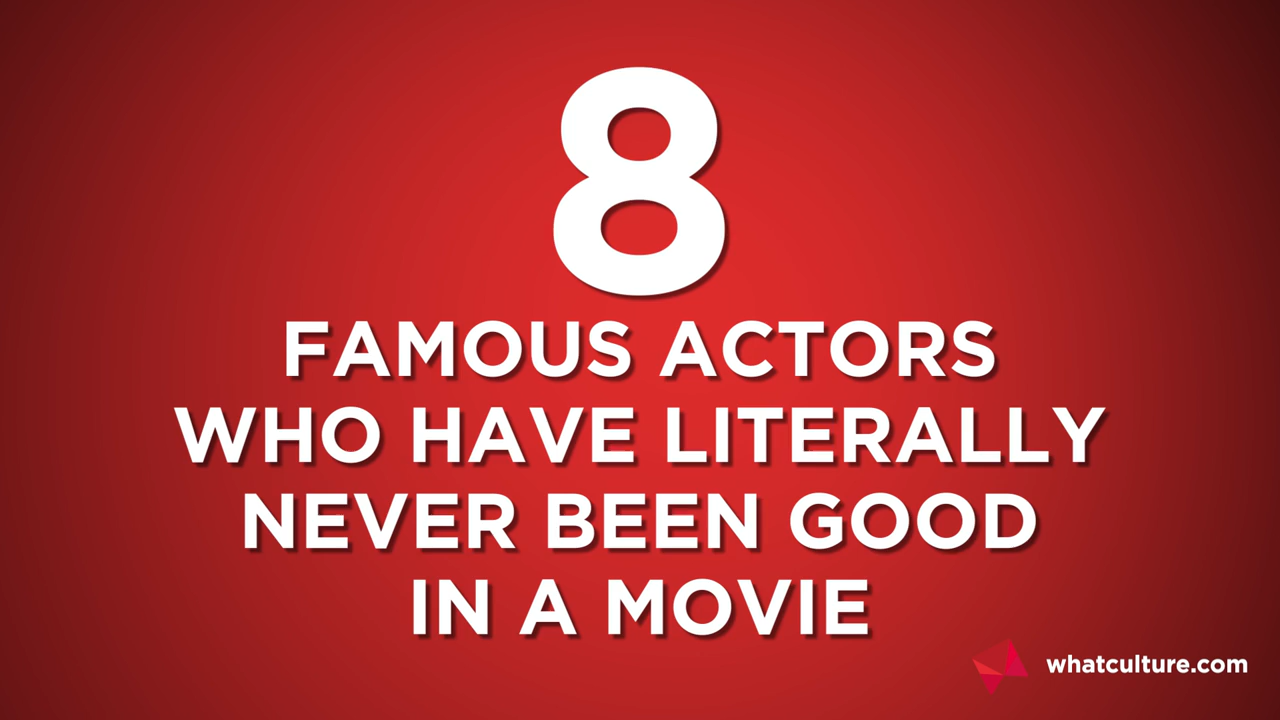 8
FAMOUS ACTORS
WHO HAVE LITERALLY
NEVER BEEN GOOD
IN A MOVIE
whatculture.com